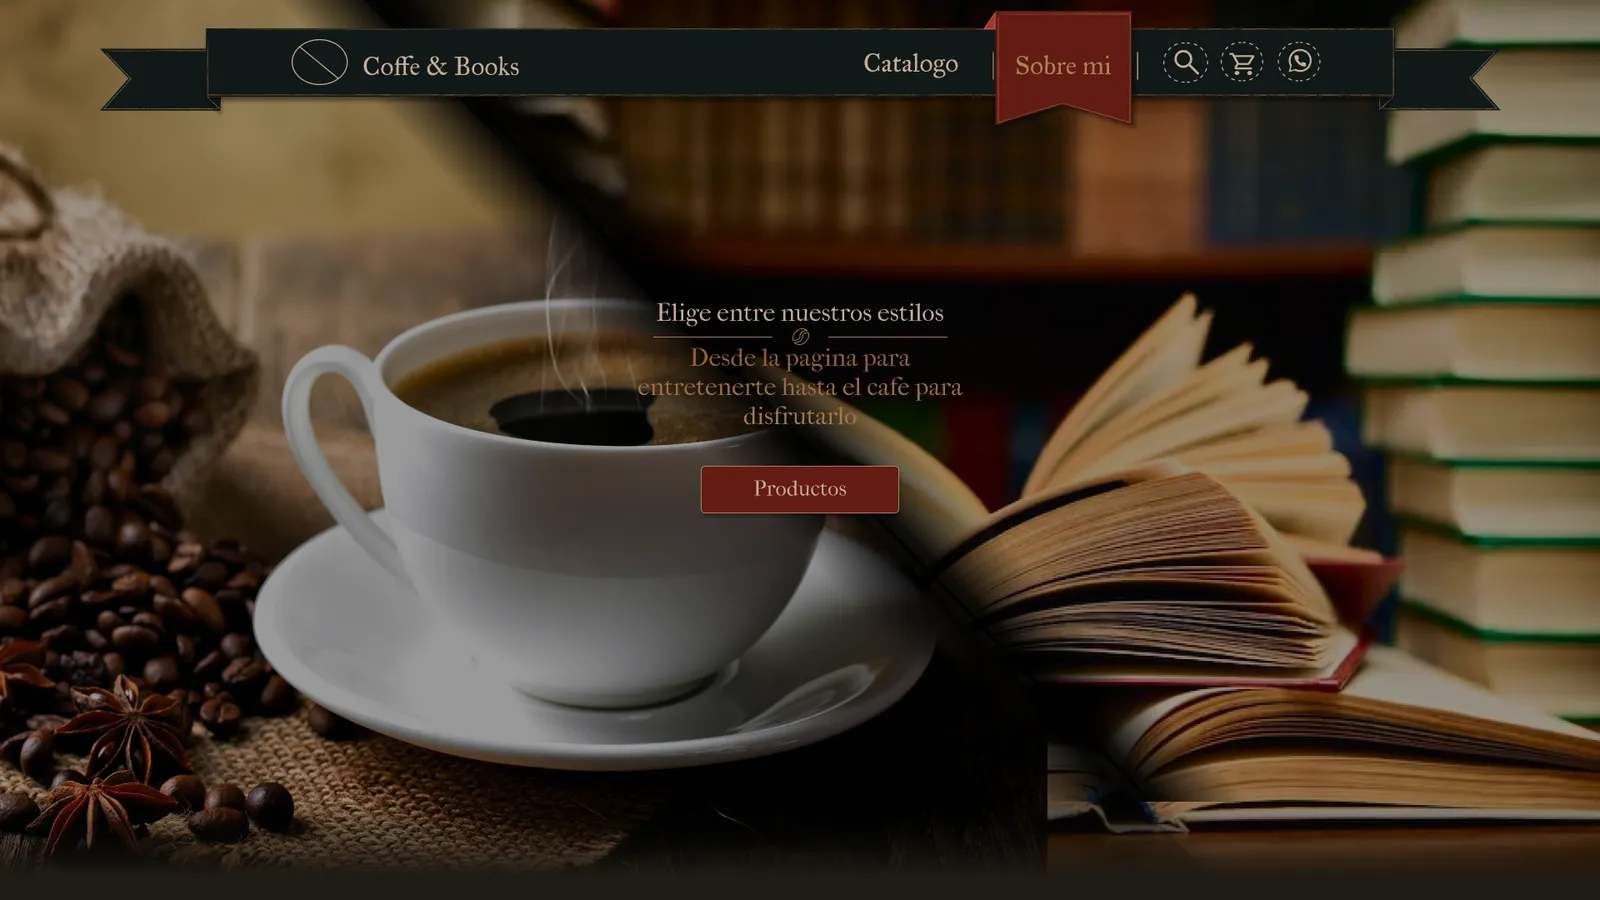 Coffe & Books
Catalogo
Sobre mi
Elige entre nuestros estilos
Desde la pagina para
entretenerte hasta el cafe para
disfrutarlo
Productos